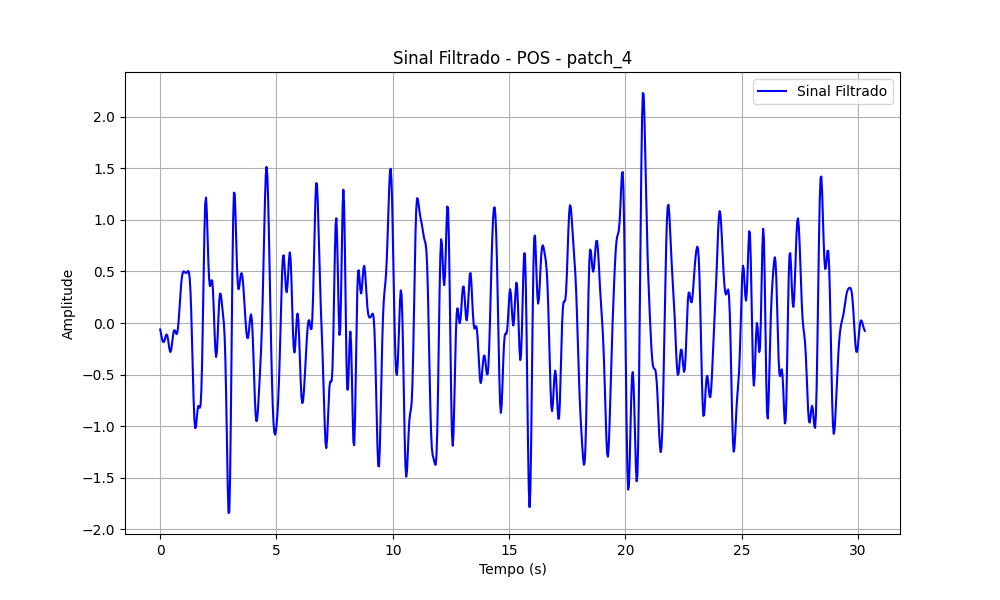 Sinal Filtrado - POS - patch_4
Sinal Filtrado
Amplitude
2.0
1.5
1.0
0.5
0.0
−0.5
−1.0
−1.5
−2.0
0 5 10 15 20 25 30
Tempo (s)